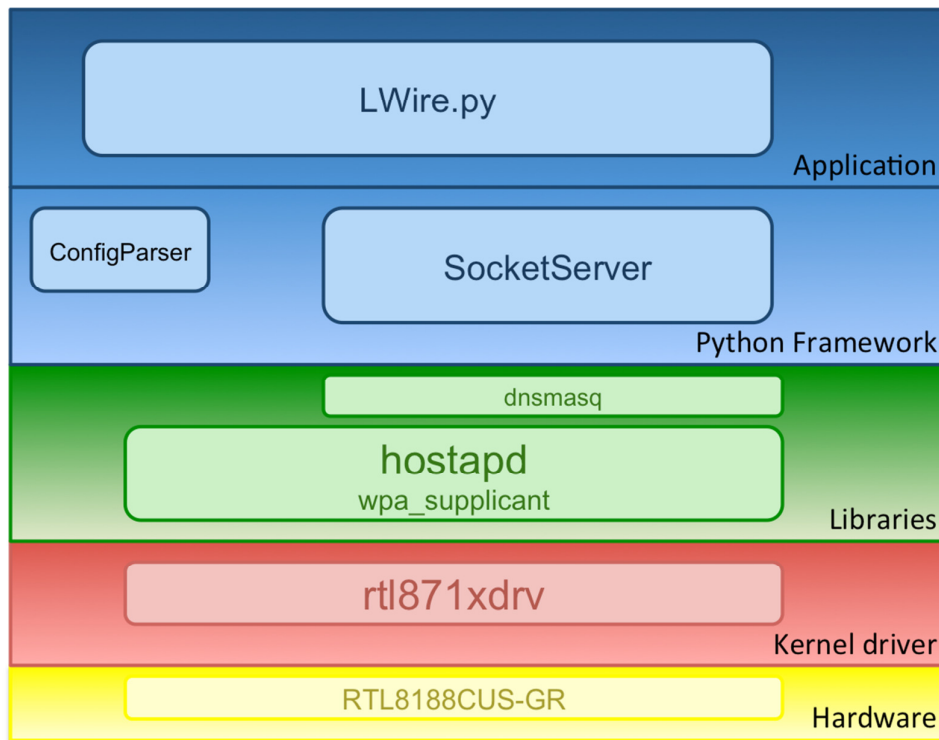 LWire.py
Application
ConfigParser
SocketServer
Python Framework
dnsmasq
hostapd
wpa_supplicant
Libraries
rtl871xdrv
Kernel driver
RTL8188CUS-GR
Hardware